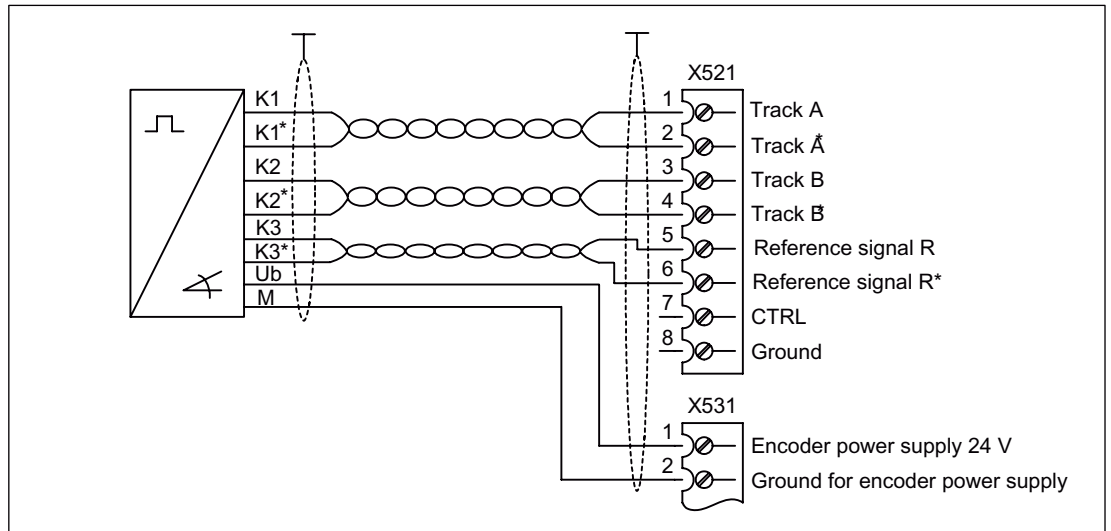 X521
K1
1
Track A
K1*
2
Track A*
K2
3
Track B
K2*
4
Track B*
K3
5
Reference signal R
K3*
6
Reference signal R*
Ub
7
CTRL
M
8
Ground
X531
1
Encoder power supply 24 V
2
Ground for encoder power supply